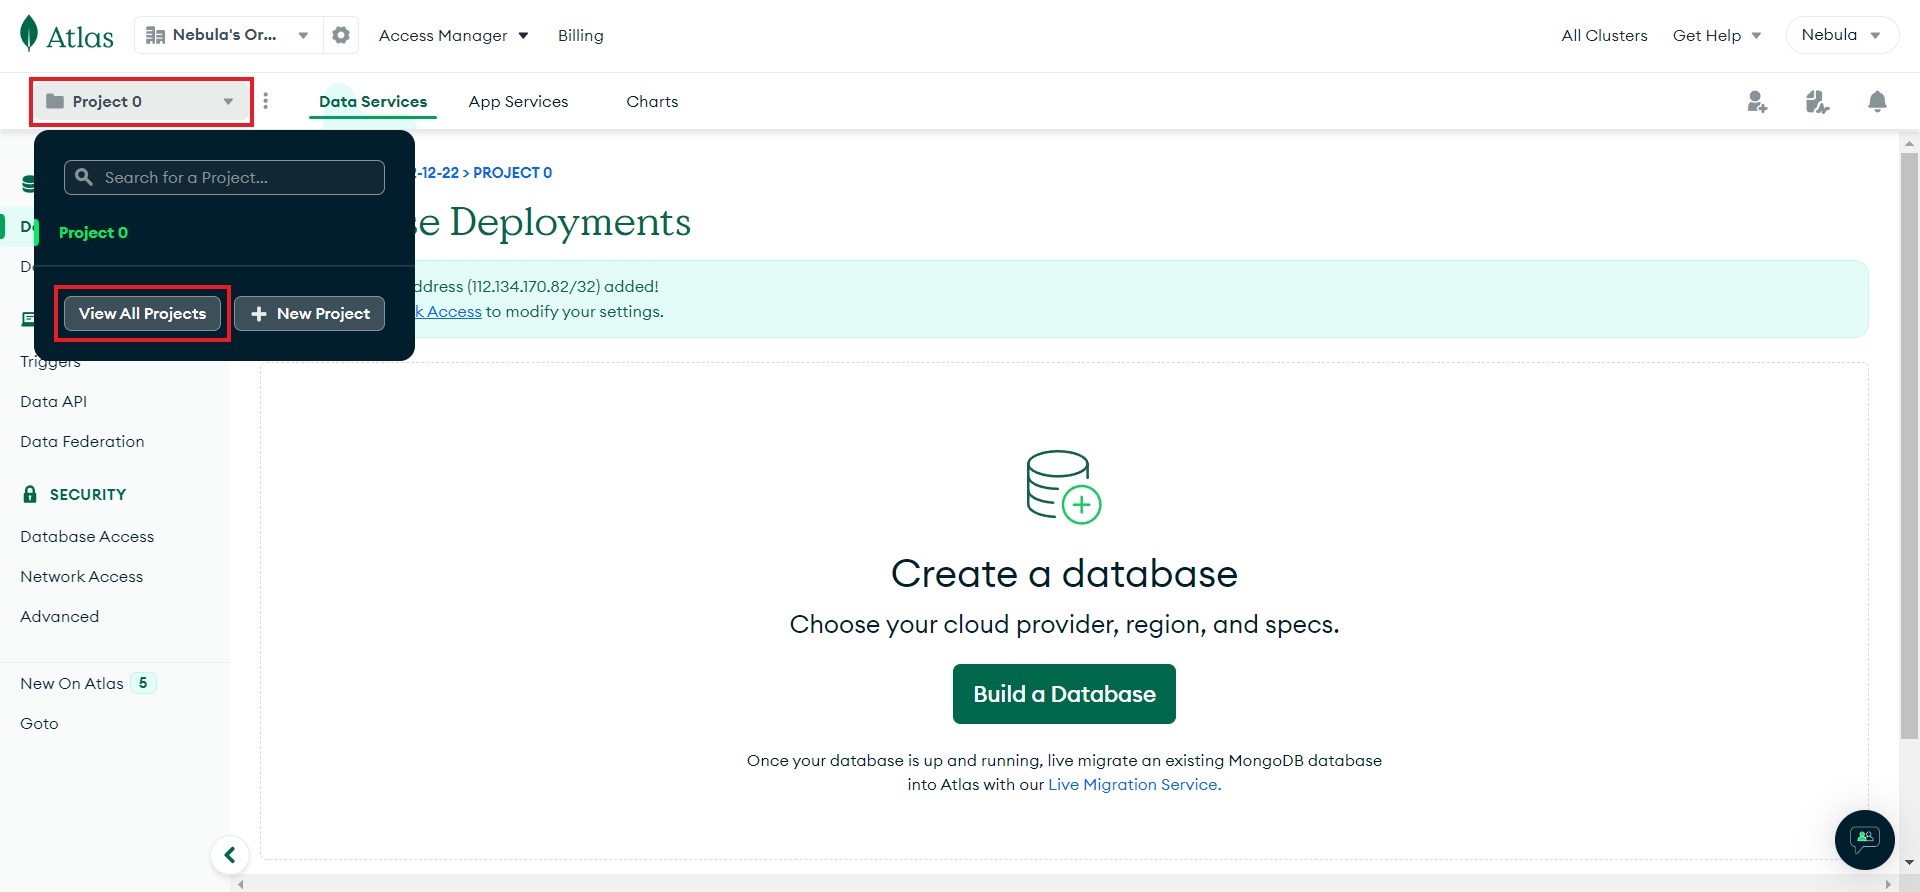 Atlas
Nebula's Or...
Access Manager
Billing
All Clusters
Get Help
Nebula
Project 0
Data Services
App Services
Charts
Search for a Project...
Project 0
View All Projects
New Project
-12-22 > PROJECT 0
se Deployments
ddress (112.134.170.82/32) added!
k Access to modify your settings.
Triggers
Data API
Data Federation
SECURITY
Database Access
Network Access
Advanced
New On Atlas 5
Goto
Create a database
Choose your cloud provider, region, and specs.
Build a Database
Once your database is up and running, live migrate an existing MongoDB database
into Atlas with our Live Migration Service.